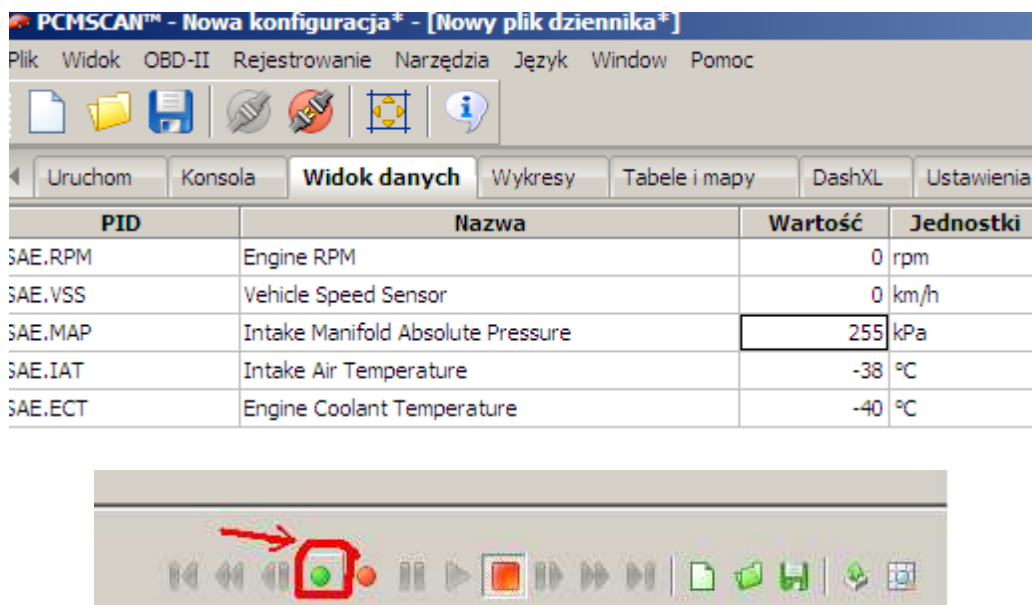 PCMSCAN™ - Nowa konfiguracja* - [Nowy plik dziennika*]
Plik Widok OBD-II Rejestrowanie Narzędzia Język Window Pomoc
Uruchom Konsola Widok danych Wykresy Tabele i mapy DashXL Ustawienia
PID Nazwa Wartość Jednostki
SAE.RPM Engine RPM 0 rpm
SAE.VSS Vehicle Speed Sensor 0 km/h
SAE.MAP Intake Manifold Absolute Pressure 255 kPa
SAE.IAT Intake Air Temperature -38 °C
SAE.ECT Engine Coolant Temperature -40 °C